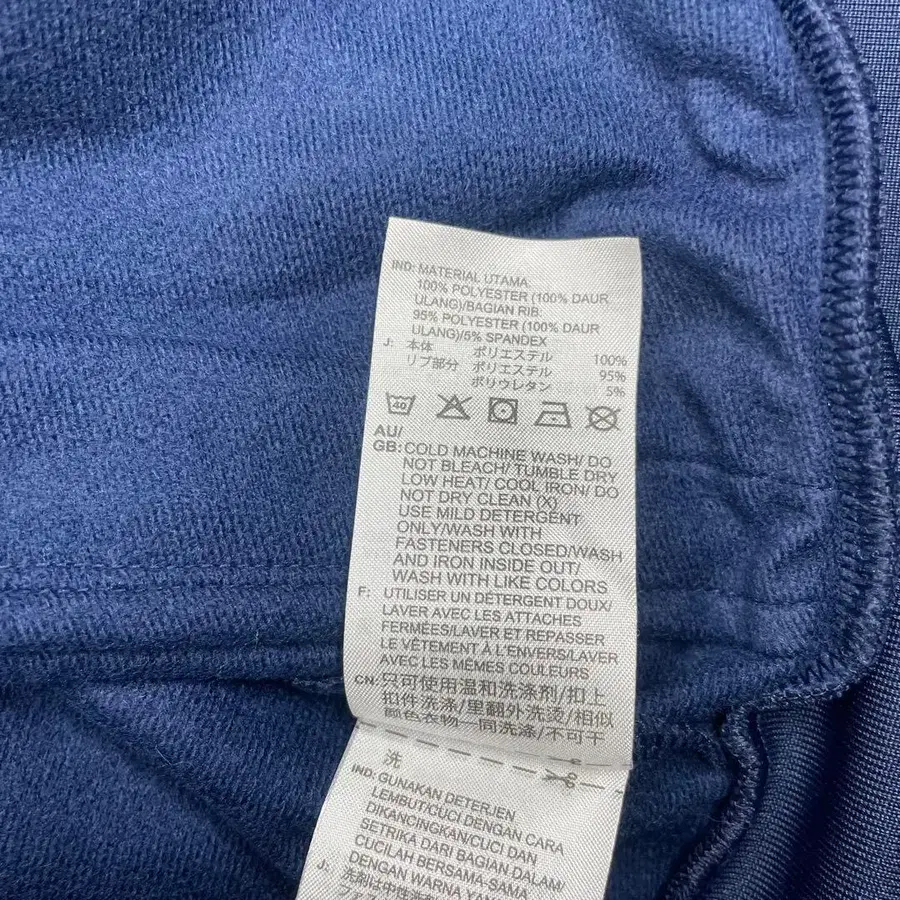 IND: MATERIAL UTAMA
100% POLYESTER (100% DAUR
ULANG)/BAGIAN RIB
95% POLYESTER (100% DAUR
ULANG)/5% SPANDEX
J: 本体 ポリエステル 100%
リブ部分 ポリエステル 95%
ポリウレタン 5%
40
AU/
GB: COLD MACHINE WASH/ DO
NOT BLEACH/ TUMBLE DRY
LOW HEAT/ COOL IRON/ DO
NOT DRY CLEAN (X)
USE MILD DETERGENT
ONLY/WASH WITH
FASTENERS CLOSED/WASH
AND IRON INSIDE OUT/
WASH WITH LIKE COLORS
F: UTILISER UN DÉTERGENT DOUX/
LAVER AVEC LES ATTACHES
FERMÉES/LAVER ET REPASSER
LE VÊTEMENT À L'ENVERS/LAVER
AVEC LES MÊMES COULEURS
CN: 只可使用温和洗涤剂/扣上
扣件洗涤/里翻外洗烫/相似
颜色衣物一同洗涤/不可干
洗
IND: GUNAKAN DETERJEN
LEMBUT/CUCI DENGAN CARA
DIKANCINGKAN/CUCI DAN
SETRIKA DARI BAGIAN DALAM/
CUCILAH BERSAMA-SAMA
DENGAN WARNA YANG
J: 洗剤は中性